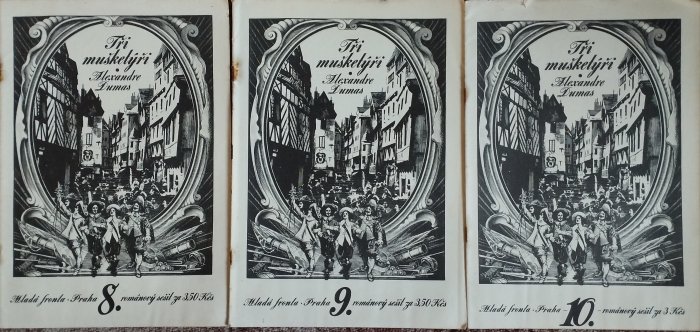 Tři
mušketýři
Alexandre
Dumas
Mladá fronta · Praha 8. románový sešit za 3,50 Kčs
Tři
mušketýři
Alexandre
Dumas
Mladá fronta · Praha 9. románový sešit za 3,50 Kčs
Tři
mušketýři
Alexandre
Dumas
Mladá fronta · Praha 10. románový sešit za 3 Kčs